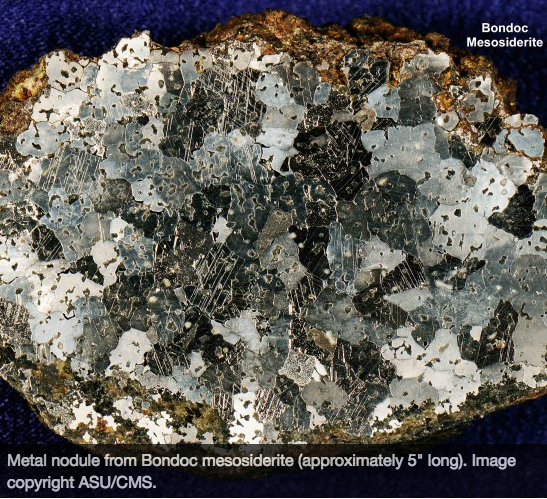 Bondoc
Mesosiderite
Metal nodule from Bondoc mesosiderite (approximately 5" long). Image
copyright ASU/CMS.